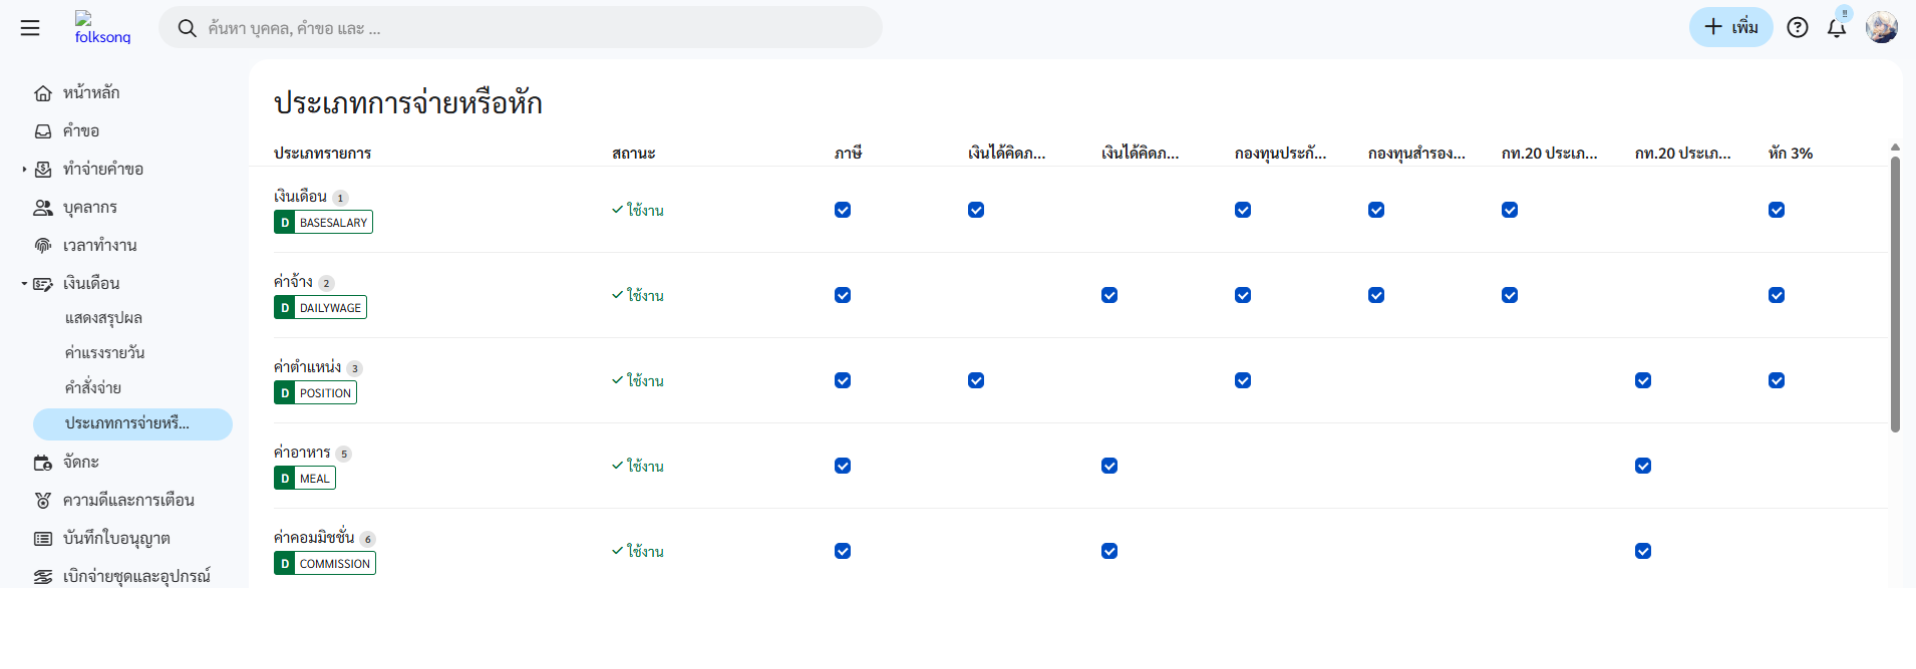 folksong
ค้นหา บุคคล, คำขอ และ ...
เพิ่ม
หน้าหลัก
คำขอ
ทำจ่ายคำขอ
บุคลากร
เวลาทำงาน
เงินเดือน
แสดงสรุปผล
ค่าแรงรายวัน
คำสั่งจ่าย
ประเภทการจ่ายหรื...
จัดกะ
ความดีและการเตือน
บันทึกใบอนุญาต
เบิกจ่ายชุดและอุปกรณ์
ประเภทการจ่ายหรือหัก
ประเภทรายการ สถานะ ภาษี เงินได้คิดภ... เงินได้คิดภ... กองทุนประกั... กองทุนสำรอง... กท.20 ประเภ... กท.20 ประเภ... หัก 3%
เงินเดือน 1
D BASESALARY
ใช้งาน
ค่าจ้าง 2
D DAILYWAGE
ใช้งาน
ค่าตำแหน่ง 3
D POSITION
ใช้งาน
ค่าอาหาร 5
D MEAL
ใช้งาน
ค่าคอมมิชชั่น 6
D COMMISSION
ใช้งาน